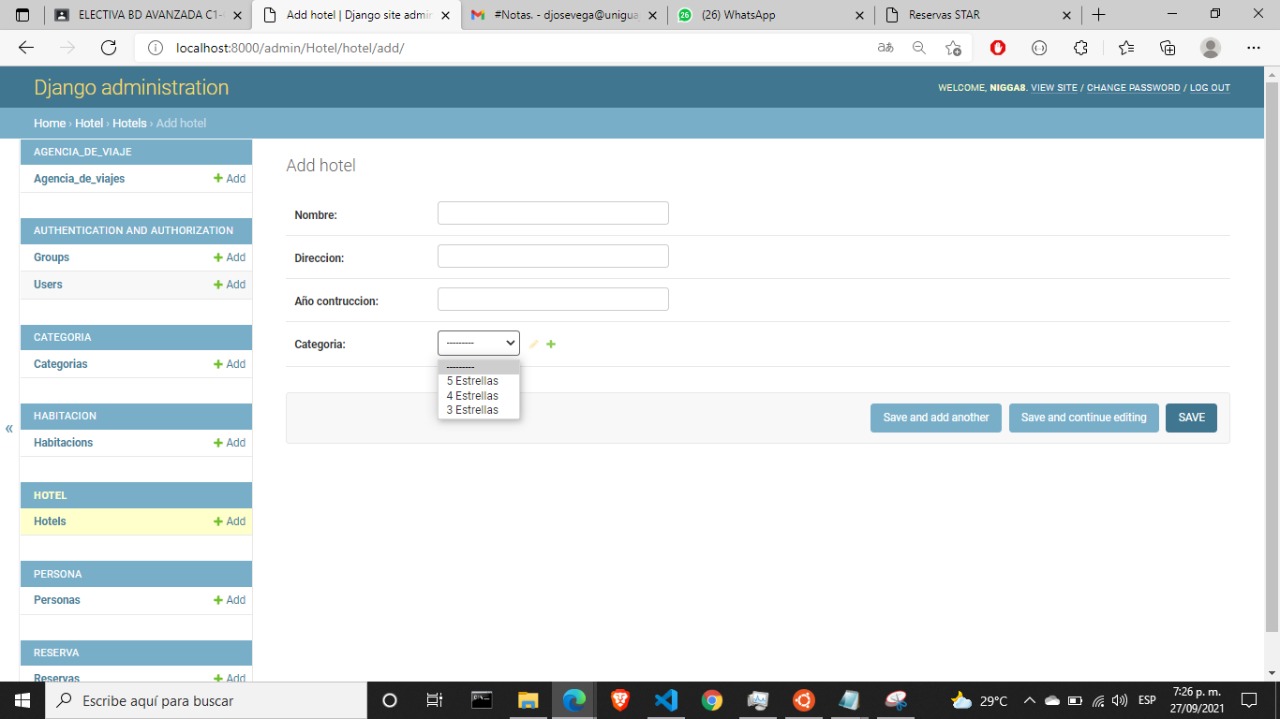 ELECTIVA BD AVANZADA C1-
Add hotel | Django site admin
#Notas. - djosevega@unigua
26
(26) WhatsApp
Reservas STAR
localhost:8000/admin/Hotel/hotel/add/
Django administration
WELCOME, NIGGA8. VIEW SITE / CHANGE PASSWORD / LOG OUT
Home › Hotel › Hotels › Add hotel
AGENCIA_DE_VIAJE
Agencia_de_viajes + Add
AUTHENTICATION AND AUTHORIZATION
Groups + Add
Users + Add
CATEGORIA
Categorias + Add
HABITACION
Habitacions + Add
HOTEL
Hotels + Add
PERSONA
Personas + Add
RESERVA
Reservas + Add
«
Add hotel
Nombre:
Direccion:
Año contruccion:
Categoria: ---------
---------
5 Estrellas
4 Estrellas
3 Estrellas
Save and add another
Save and continue editing
SAVE
Escribe aquí para buscar
29°C
ESP
7:26 p. m.
27/09/2021